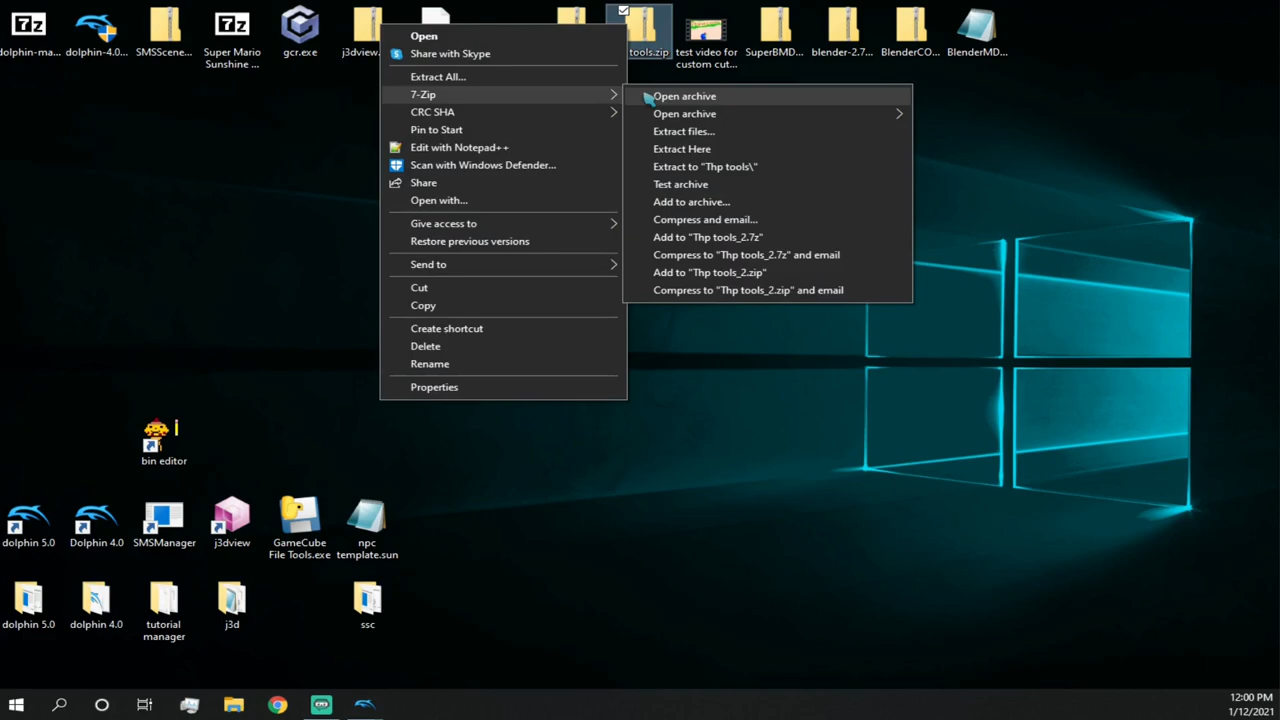 7z
7z
dolphin-ma...
dolphin-4.0...
SMSScene...
Super Mario
Sunshine ...
gcr.exe
j3dview...
tools.zip
test video for
custom cut...
SuperBMD...
blender-2.7...
BlenderCO...
BlenderMD...
Open
Share with Skype
Extract All...
7-Zip
CRC SHA
Pin to Start
Edit with Notepad++
Scan with Windows Defender...
Share
Open with...
Give access to
Restore previous versions
Send to
Cut
Copy
Create shortcut
Delete
Rename
Properties
Open archive
Open archive
Extract files...
Extract Here
Extract to "Thp tools\"
Test archive
Add to archive...
Compress and email...
Add to "Thp tools_2.7z"
Compress to "Thp tools_2.7z" and email
Add to "Thp tools_2.zip"
Compress to "Thp tools_2.zip" and email
bin editor
dolphin 5.0
Dolphin 4.0
SMSManager
j3dview
GameCube
File Tools.exe
npc
template.sun
dolphin 5.0
dolphin 4.0
tutorial
manager
j3d
ssc
12:00 PM
1/12/2021